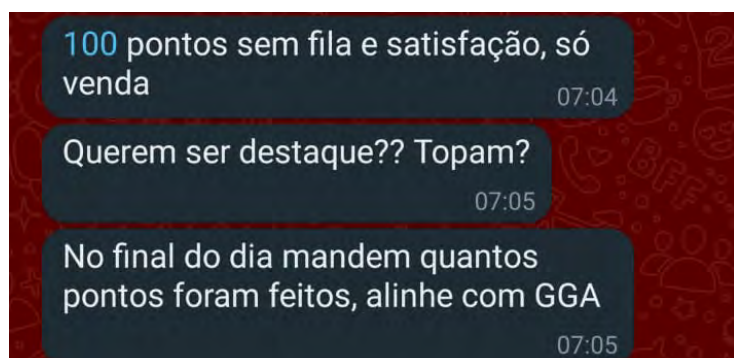 100 pontos sem fila e satisfação, só
venda
07:04
Querem ser destaque?? Topam?
07:05
No final do dia mandem quantos
pontos foram feitos, alinhe com GGA
07:05